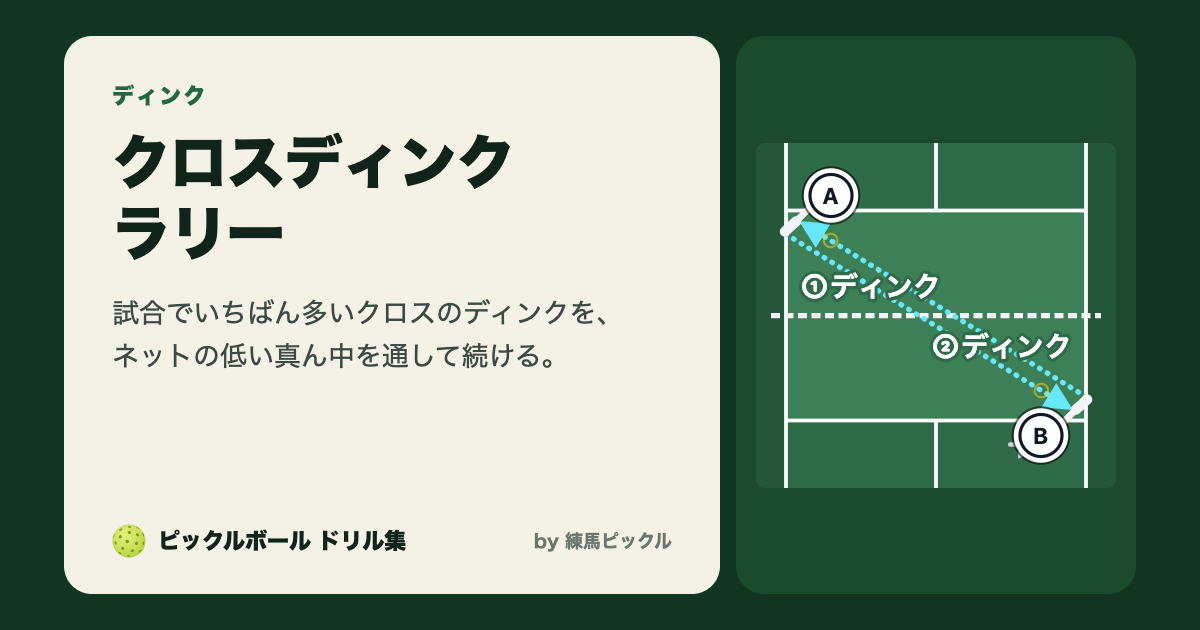 ディンク
クロスディンク
ラリー
試合でいちばん多いクロスのディンクを、
ネットの低い真ん中を通して続ける。
ピックルボール ドリル集
by 練馬ピックル
A
①ディンク
②ディンク
B